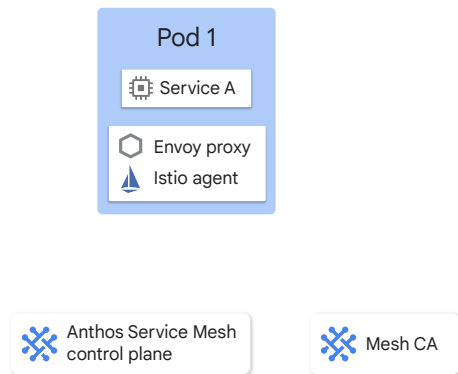 Pod 1
Service A
Envoy proxy
Istio agent
Anthos Service Mesh
control plane
Mesh CA